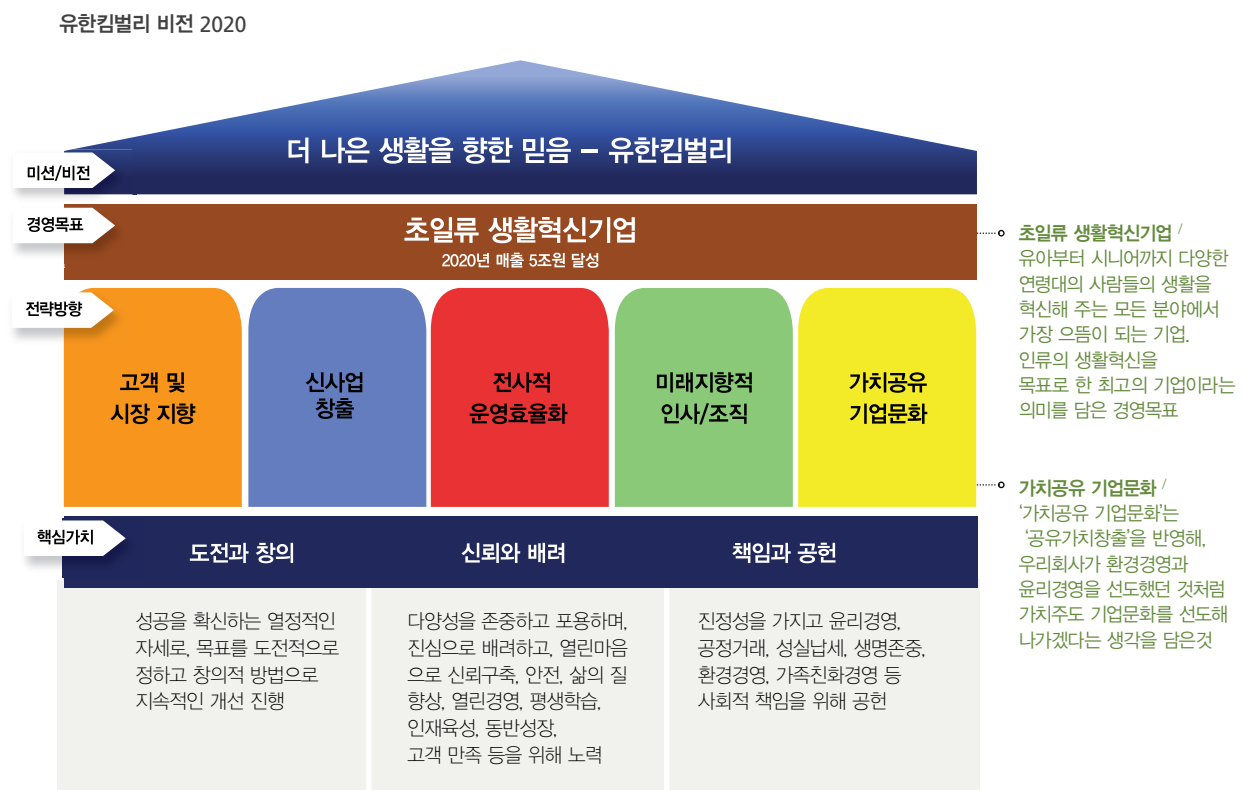 유한킴벌리 비전 2020
더 나은 생활을 향한 믿음 – 유한킴벌리
미션/비전
경영목표
초일류 생활혁신기업
2020년 매출 5조원 달성
전략방향
고객 및
시장 지향
신사업
창출
전사적
운영효율화
미래지향적
인사/조직
가치공유
기업문화
핵심가치
도전과 창의
신뢰와 배려
책임과 공헌
성공을 확신하는 열정적인
자세로, 목표를 도전적으로
정하고 창의적 방법으로
지속적인 개선 진행
다양성을 존중하고 포용하며,
진심으로 배려하고, 열린마음
으로 신뢰구축, 안전, 삶의 질
향상, 열린경영, 평생학습,
인재육성, 동반성장,
고객 만족 등을 위해 노력
진정성을 가지고 윤리경영,
공정거래, 성실납세, 생명존중,
환경경영, 가족친화경영 등
사회적 책임을 위해 공헌
초일류 생활혁신기업 /
유아부터 시니어까지 다양한
연령대의 사람들의 생활을
혁신해 주는 모든 분야에서
가장 으뜸이 되는 기업.
인류의 생활혁신을
목표로 한 최고의 기업이라는
의미를 담은 경영목표
가치공유 기업문화 /
‘가치공유 기업문화’는
‘공유가치창출’을 반영해,
우리회사가 환경경영과
윤리경영을 선도했던 것처럼
가치주도 기업문화를 선도해
나가겠다는 생각을 담은것